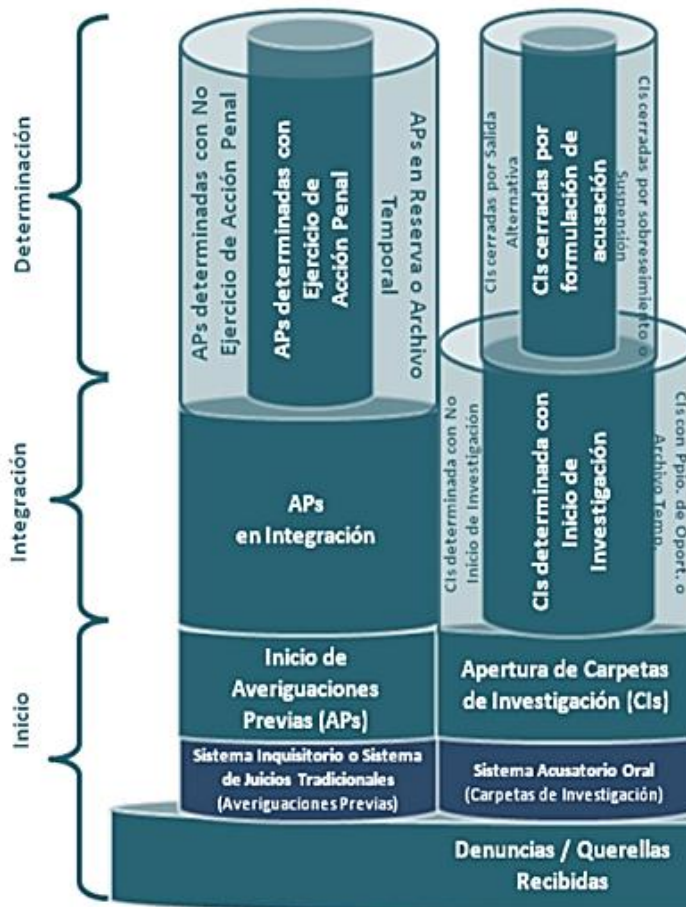 Determinación
Integración
Inicio
APs determinadas con No
Ejercicio de Acción Penal
APs determinadas con
Ejercicio de
Acción Penal
APs en Reserva o Archivo
Temporal
CIs cerradas por Salida
Alternativa
CIs cerradas por
formulación de
acusación
CIs cerradas por sobreseimiento o
Suspensión
APs
en Integración
CIs determinada con No
Inicio de Investigación
CIs determinada con
Inicio de
Investigación
CIs con Ppio. de Oport. o
Archivo Temp.
Inicio de
Averiguaciones
Previas (APs)
Apertura de Carpetas
de Investigación (CIs)
Sistema Inquisitorio o Sistema
de Juicios Tradicionales
(Averiguaciones Previas)
Sistema Acusatorio Oral
(Carpetas de Investigación)
Denuncias / Querellas
Recibidas